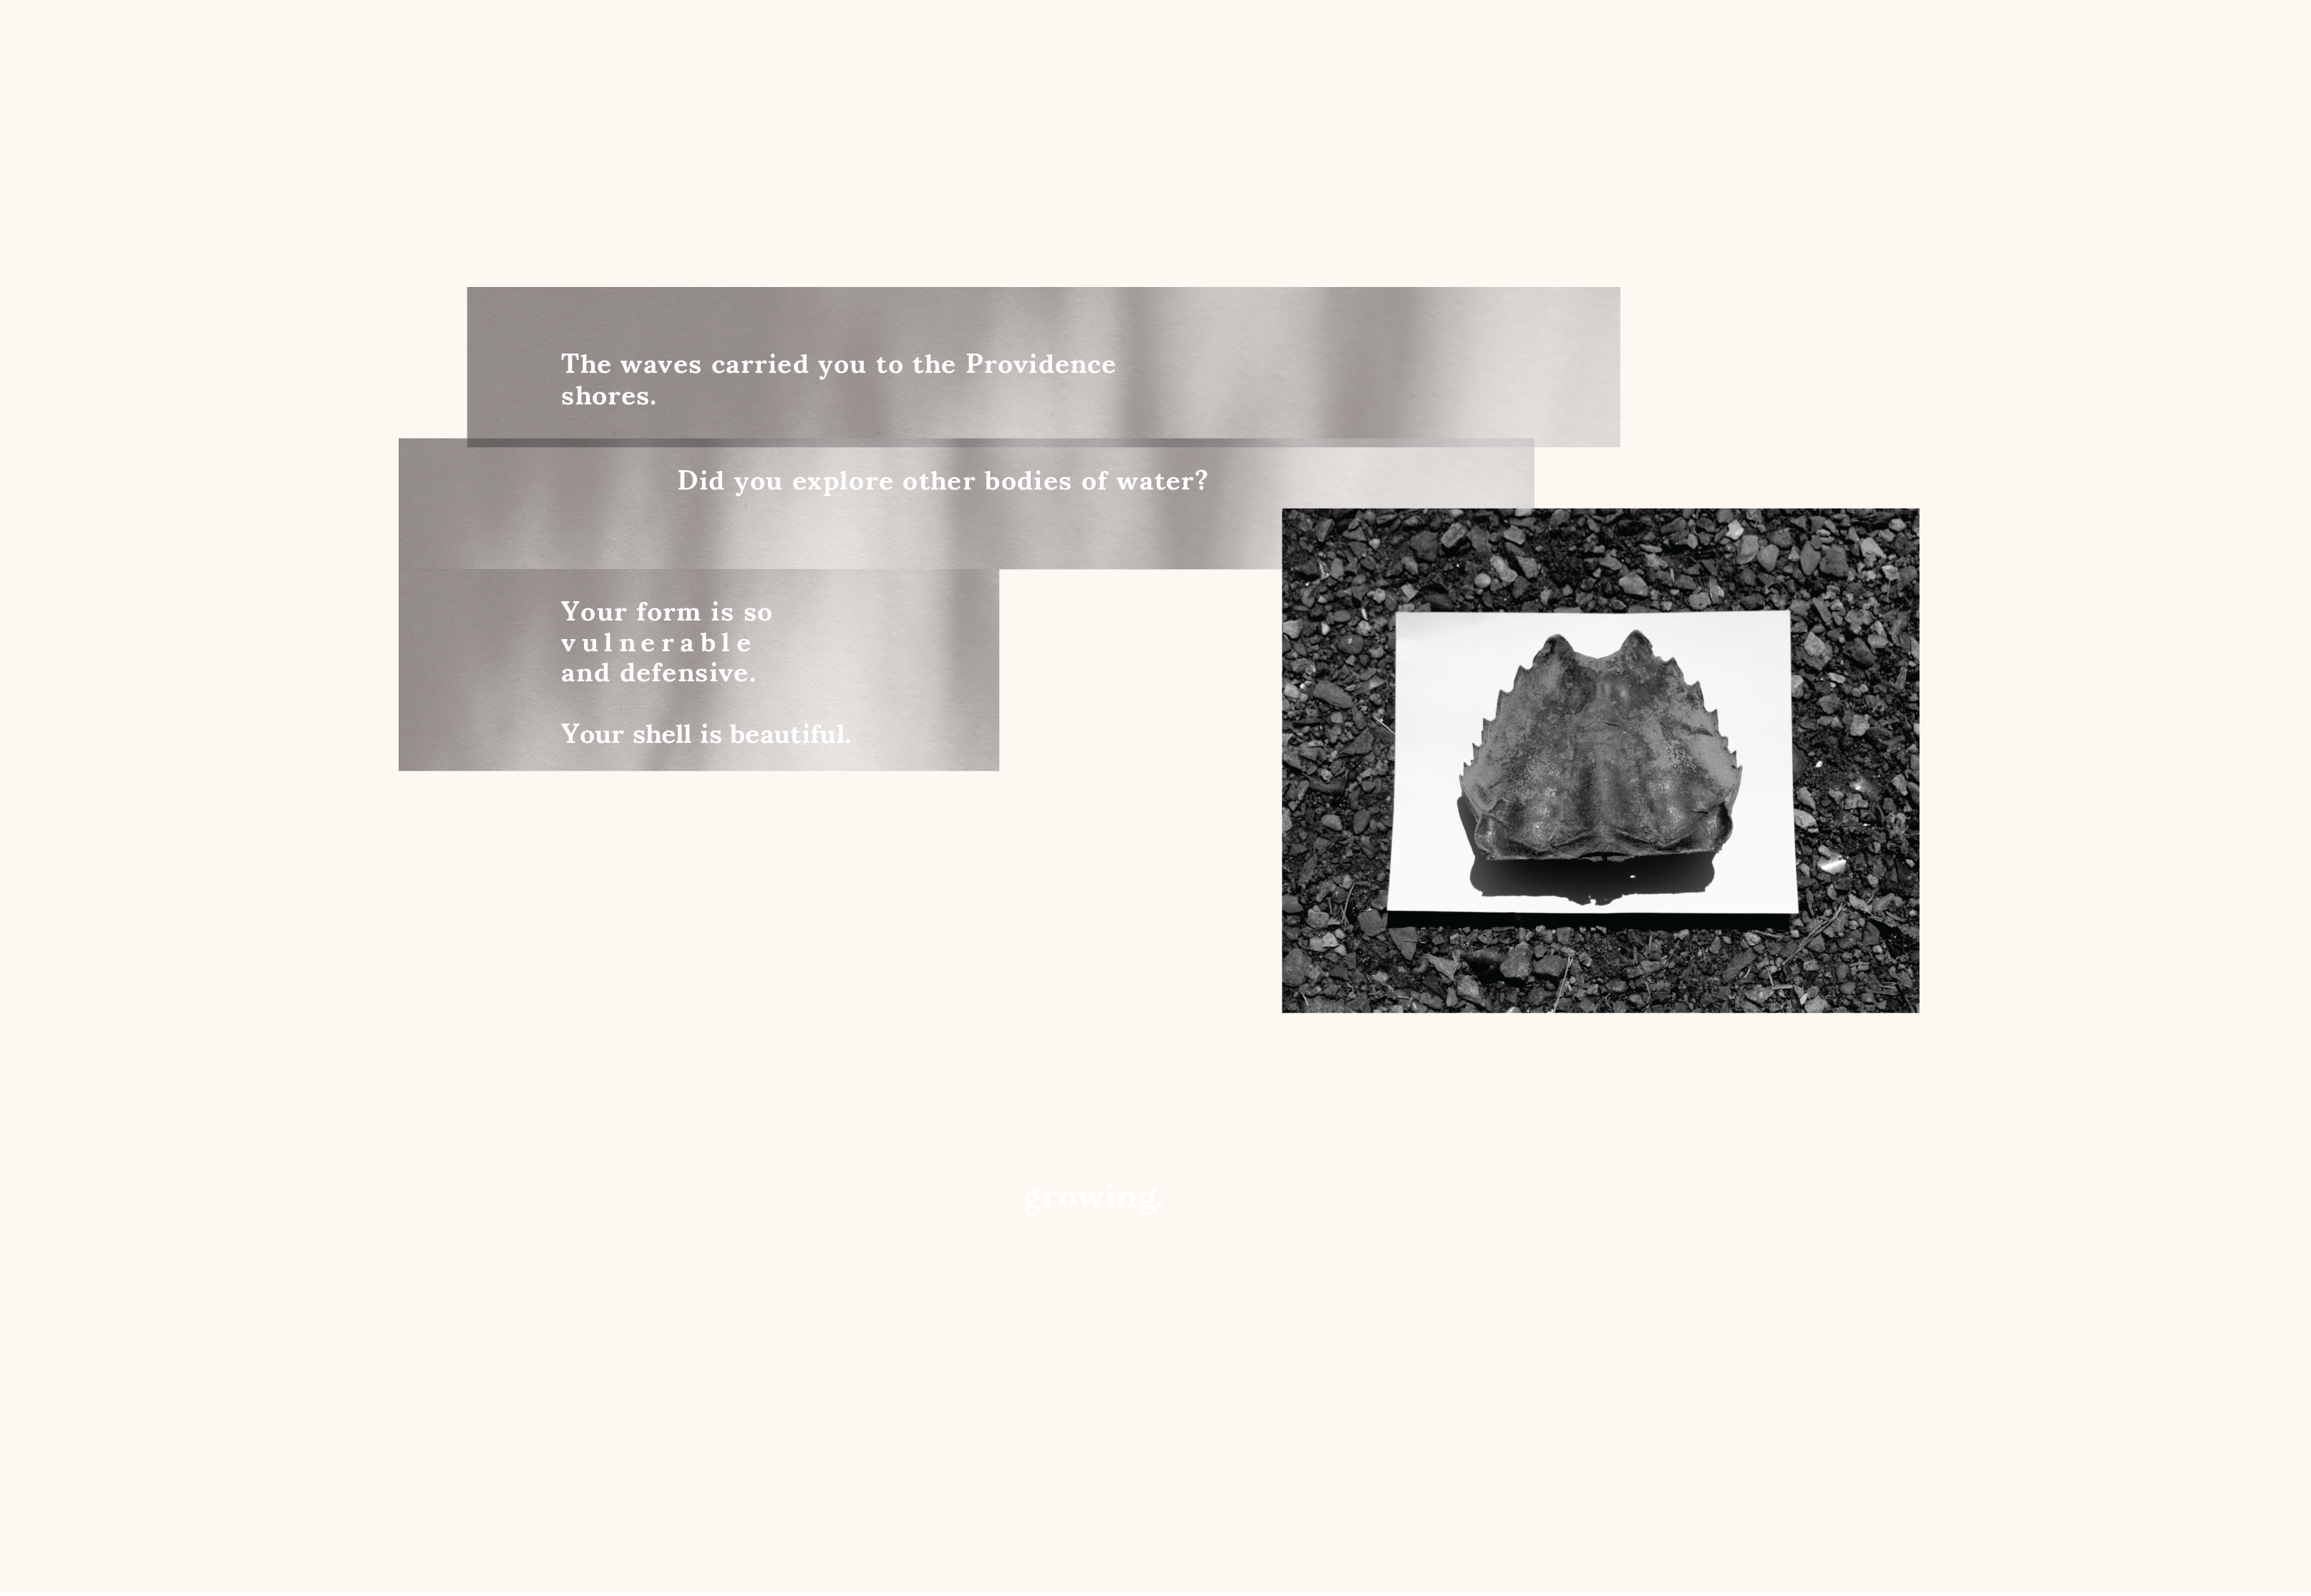 The waves carried you to the Providence
shores.
Did you explore other bodies of water?
Your form is so
vulnerable
and defensive.
Your shell is beautiful.
growing.